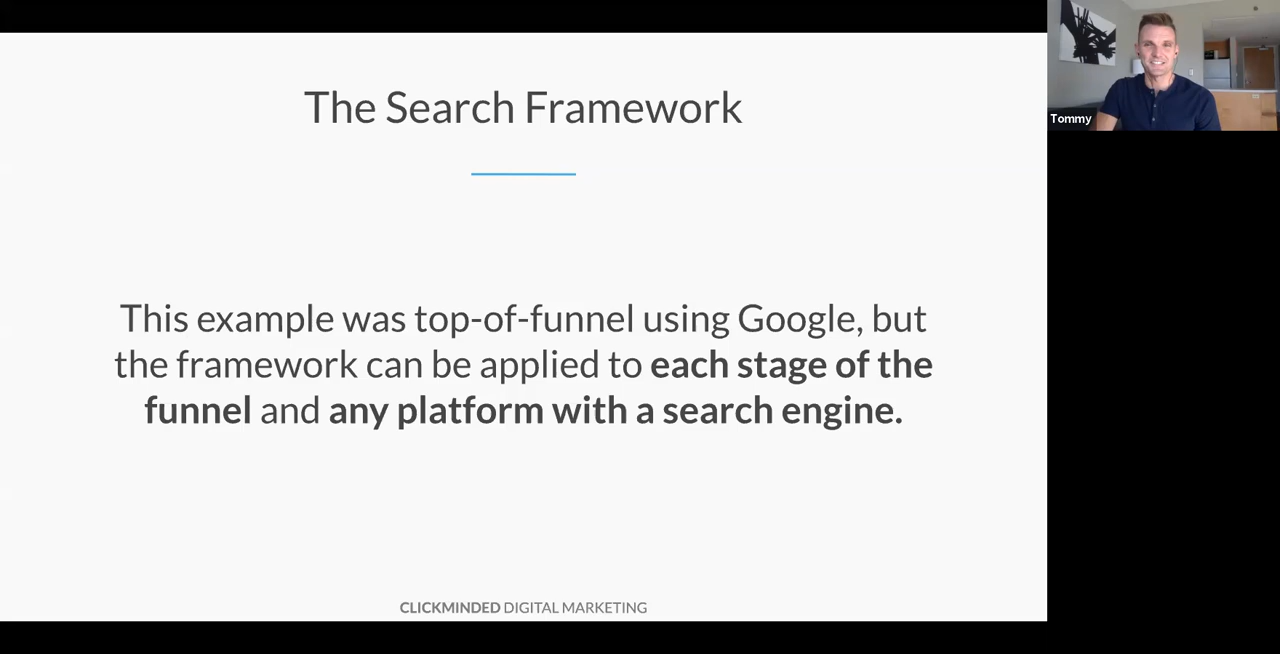 The Search Framework
This example was top-of-funnel using Google, but
the framework can be applied to each stage of the
funnel and any platform with a search engine.
CLICKMINDED DIGITAL MARKETING
Tommy